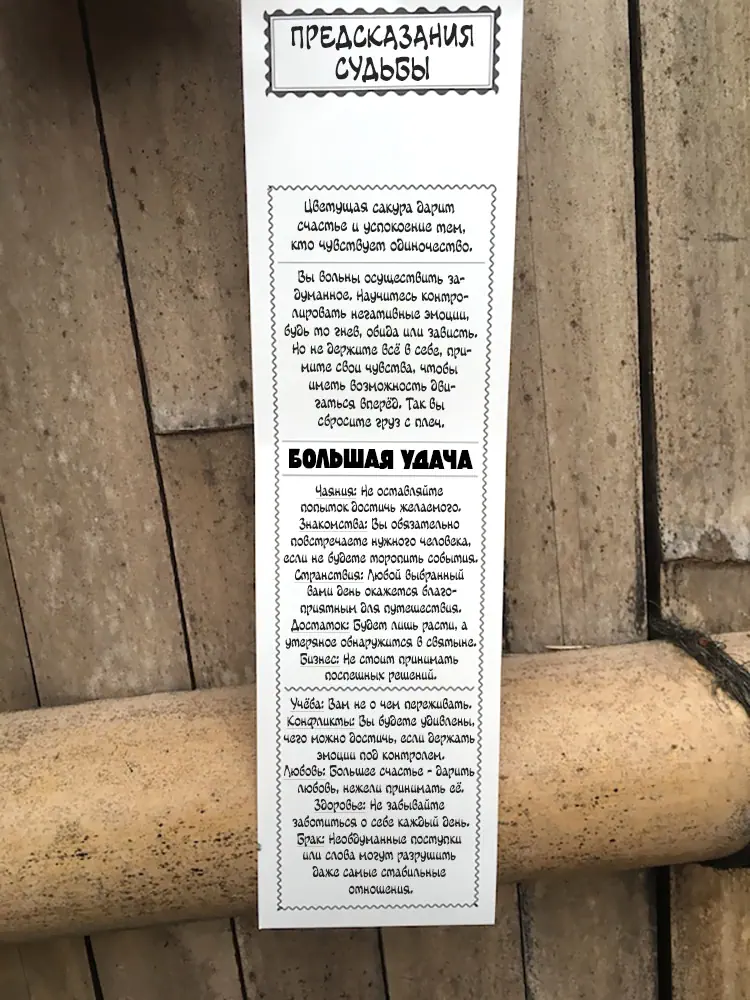 ПРЕДСКАЗАНИЯ
СУДЬБЫ
Цветущая сакура дарит
счастье и успокоение тем,
кто чувствует одиночество.
Вы вольны осуществить за-
думанное. Научитесь контро-
лировать негативные эмоции,
будь то гнев, обида или зависть.
Но не держите всё в себе, при-
мите свои чувства, чтобы
иметь возможность дви-
гаться вперёд. Так вы
сбросите груз с плеч.
БОЛЬШАЯ УДАЧА
Чаяния: Не оставляйте
попыток достичь желаемого.
Знакомства: Вы обязательно
повстречаете нужного человека,
если не будете торопить события.
Странствия: Любой выбранный
вами день окажется благо-
приятным для путешествия.
Достаток: Будет лишь расти, а
утеряное обнаружится в святыне.
Бизнес: Не стоит принимать
поспешных решений.
Учёба: Вам не о чем переживать.
Конфликты: Вы будете удивлены,
чего можно достичь, если держать
эмоции под контролем.
Любовь: Большее счастье - дарить
любовь, нежели принимать её.
Здоровье: Не забывайте
заботиться о себе каждый день.
Брак: Необдуманные поступки
или слова могут разрушить
даже самые стабильные
отношения.